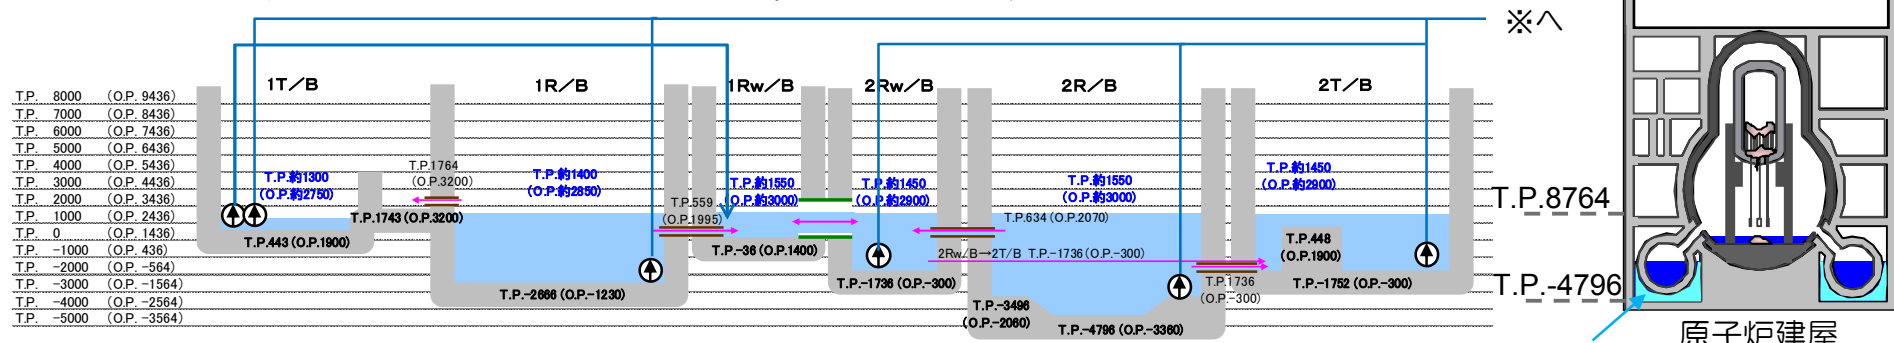 ※へ
1T／B
1R／B
1Rw／B
2Rw／B
2R／B
2T／B
T.P. 8000 (O.P. 9436)
T.P. 7000 (O.P. 8436)
T.P. 6000 (O.P. 7436)
T.P. 5000 (O.P. 6436)
T.P. 4000 (O.P. 5436)
T.P. 3000 (O.P. 4436)
T.P. 2000 (O.P. 3436)
T.P. 1000 (O.P. 2436)
T.P. 0 (O.P. 1436)
T.P. -1000 (O.P. 436)
T.P. -2000 (O.P. -564)
T.P. -3000 (O.P. -1564)
T.P. -4000 (O.P. -2564)
T.P. -5000 (O.P. -3564)
T.P.約1300
(O.P.約2750)
T.P.443 (O.P.1900)
T.P.1764
(O.P.3200)
T.P.1743 (O.P.3200)
T.P.約1400
(O.P.約2850)
T.P.-2666 (O.P.-1230)
T.P.559
(O.P.1995)
T.P.約1550
(O.P.約3000)
T.P.-36 (O.P.1400)
T.P.約1450
(O.P.約2900)
T.P.-1736 (O.P.-300)
T.P.約1550
(O.P.約3000)
T.P.634 (O.P.2070)
2Rw／B→2T／B T.P.-1736 (O.P.-300)
T.P.-3496
(O.P.-2060)
T.P.-4796 (O.P.-3360)
T.P.1736
(O.P.-300)
T.P.約1450
(O.P.約2900)
T.P.448
(O.P.1900)
T.P.-1752 (O.P.-300)
T.P.8764
T.P.-4796
原子炉建屋